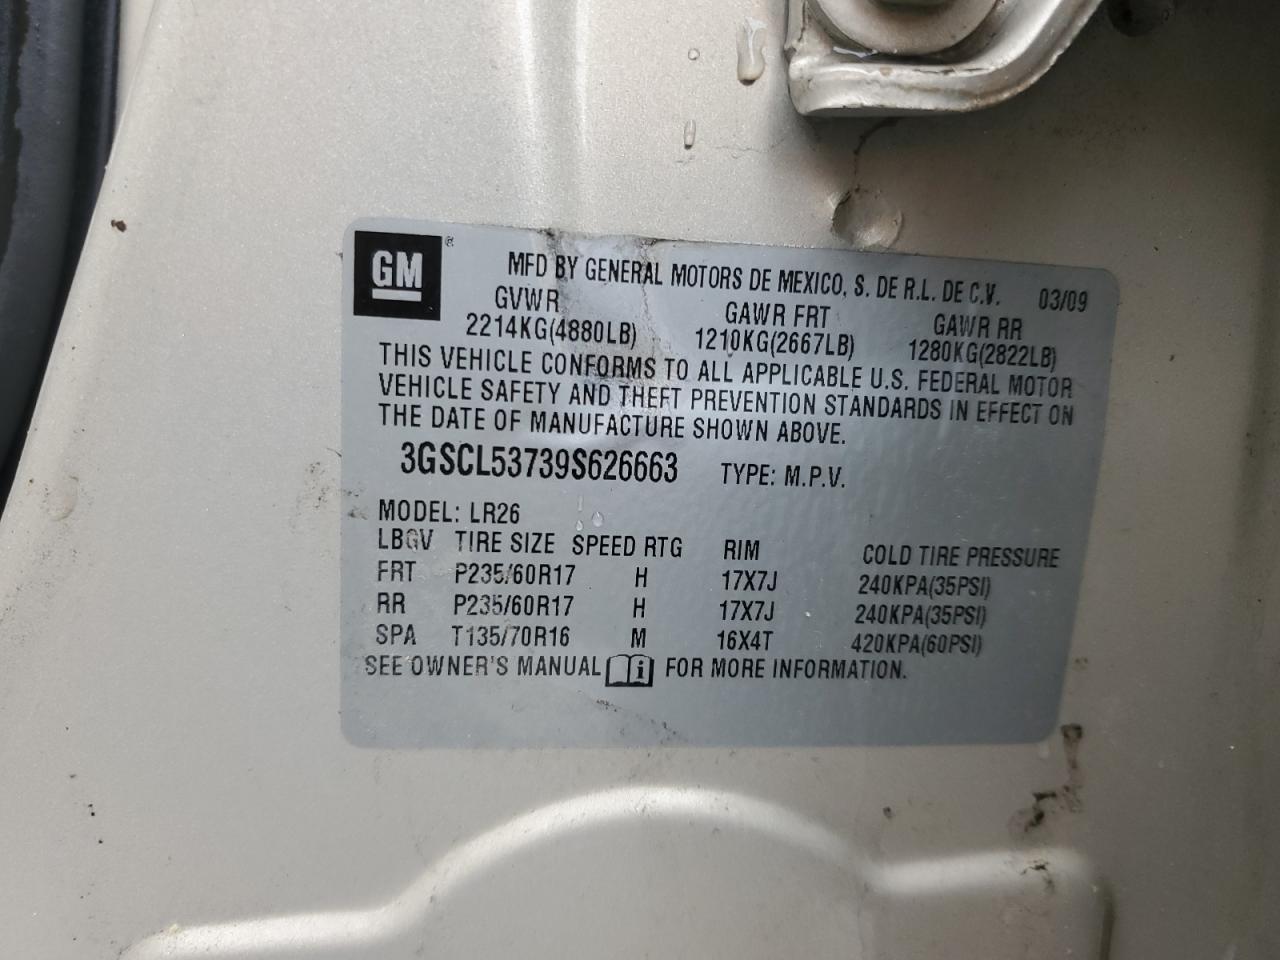 GM ®
MFD BY GENERAL MOTORS DE MEXICO, S. DE R.L. DE C.V. 03/09
GVWR GAWR FRT GAWR RR
2214KG(4880LB) 1210KG(2667LB) 1280KG(2822LB)
THIS VEHICLE CONFORMS TO ALL APPLICABLE U.S. FEDERAL MOTOR
VEHICLE SAFETY AND THEFT PREVENTION STANDARDS IN EFFECT ON
THE DATE OF MANUFACTURE SHOWN ABOVE.
3GSCL53739S626663 TYPE: M.P.V.
MODEL: LR26
LBGV TIRE SIZE SPEED RTG RIM COLD TIRE PRESSURE
FRT P235/60R17 H 17X7J 240KPA(35PSI)
RR P235/60R17 H 17X7J 240KPA(35PSI)
SPA T135/70R16 M 16X4T 420KPA(60PSI)
SEE OWNER'S MANUAL i FOR MORE INFORMATION.